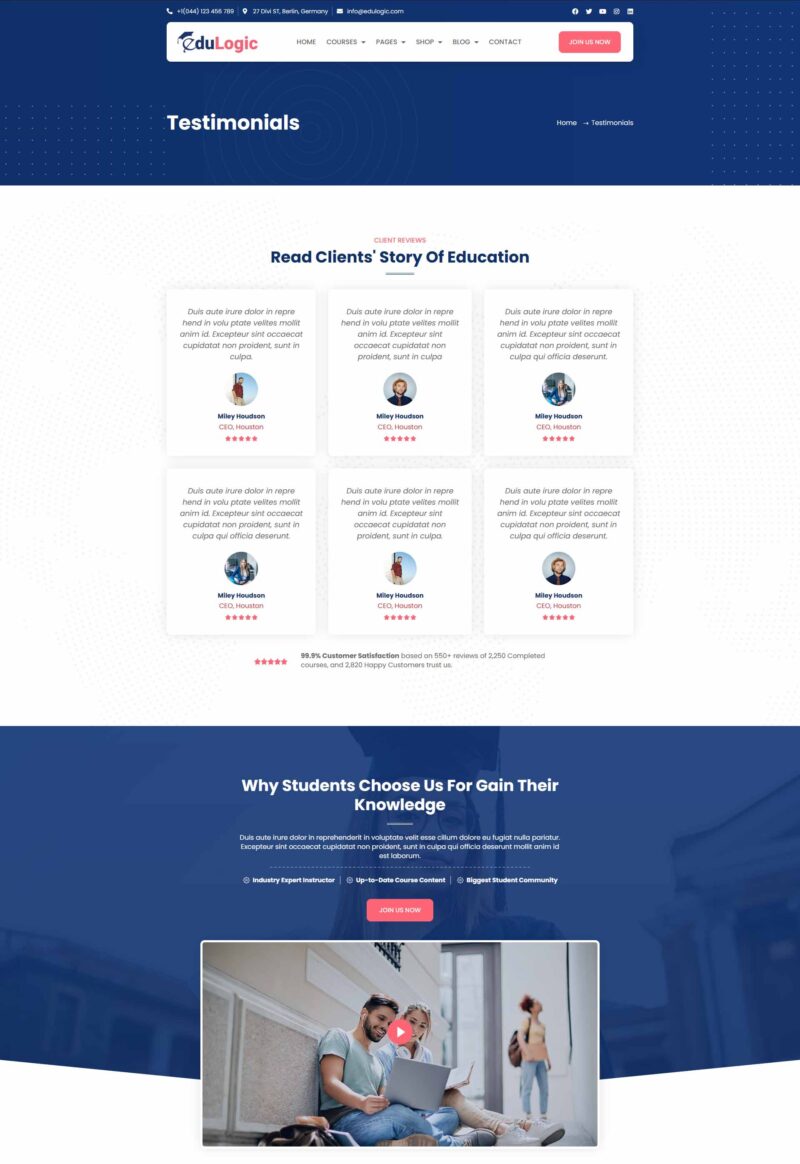 +1(044) 123 456 789
27 Divi ST, Berlin, Germany
info@edulogic.com
eduLogic
HOME
COURSES
PAGES
SHOP
BLOG
CONTACT
JOIN US NOW
Testimonials
Home → Testimonials
CLIENT REVIEWS
Read Clients' Story Of Education
Duis aute irure dolor in repre
hend in volu ptate velites mollit
anim id. Excepteur sint occaecat
cupidatat non proident, sunt in
culpa.
Miley Houdson
CEO, Houston
Duis aute irure dolor in repre
hend in volu ptate velites mollit
anim id. Excepteur sint
occaecat cupidatat non
proident, sunt in culpa
Miley Houdson
CEO, Houston
Duis aute irure dolor in repre
hend in volu ptate velites mollit
anim id. Excepteur sint occaecat
cupidatat non proident, sunt in
culpa qui officia deserunt.
Miley Houdson
CEO, Houston
Duis aute irure dolor in repre
hend in volu ptate velites mollit
anim id. Excepteur sint occaecat
cupidatat non proident, sunt in
culpa qui officia deserunt.
Miley Houdson
CEO, Houston
Duis aute irure dolor in repre
hend in volu ptate velites mollit
anim id. Excepteur sint
occaecat cupidatat non
proident, sunt in culpa.
Miley Houdson
CEO, Houston
Duis aute irure dolor in repre
hend in volu ptate velites mollit
anim id. Excepteur sint occaecat
cupidatat non proident, sunt in
culpa qui officia deserunt.
Miley Houdson
CEO, Houston
99.9% Customer Satisfaction based on 550+ reviews of 2,250 Completed
courses, and 2,820 Happy Customers trust us.
Why Students Choose Us For Gain Their
Knowledge
Duis aute irure dolor in reprehenderit in voluptate velit esse cillum dolore eu fugiat nulla pariatur.
Excepteur sint occaecat cupidatat non proident, sunt in culpa qui officia deserunt mollit anim id
est laborum.
Industry Expert Instructor
Up-to-Date Course Content
Biggest Student Community
JOIN US NOW